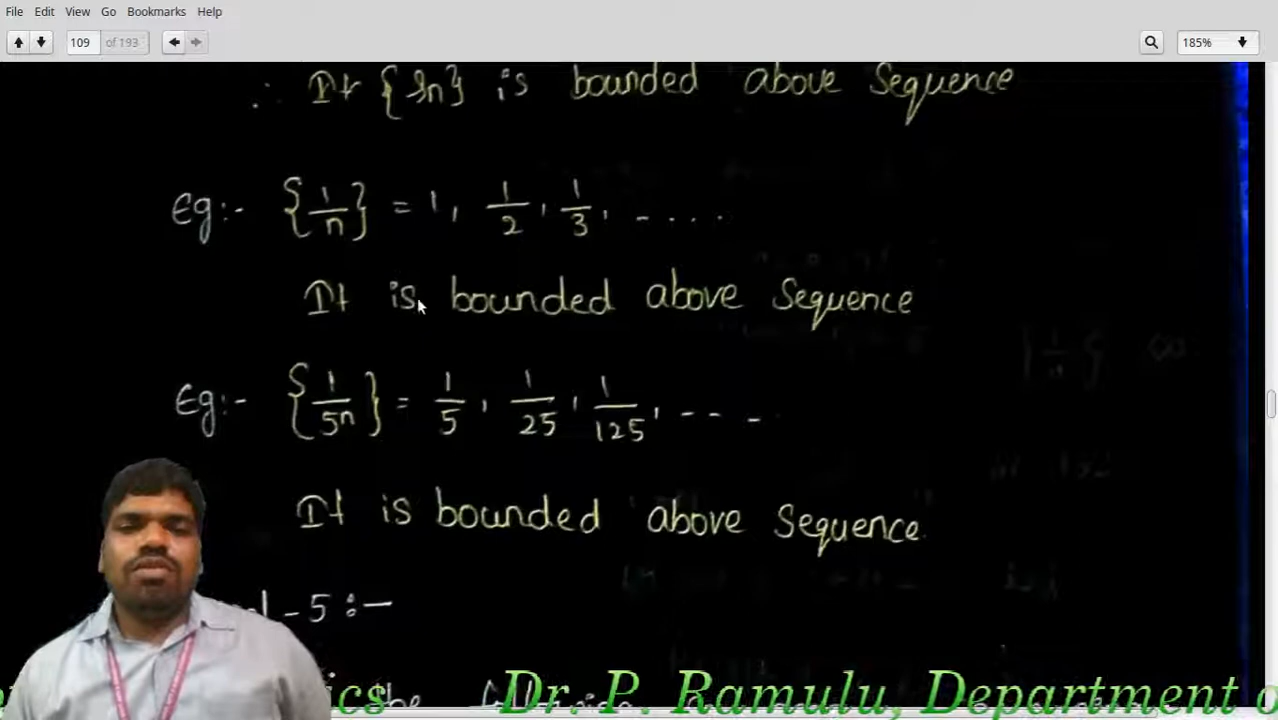 File Edit View Go Bookmarks Help
109 of 193 185%
∴ It {Sn} is bounded above Sequence
Eg:- {1/n} = 1, 1/2, 1/3, - . . . .
It is bounded above Sequence
Eg:- {1/5ⁿ} = 1/5, 1/25, 1/125, - - -
It is bounded above Sequence
- 5 :-
the
ics Dr. P. Ramulu, Department o